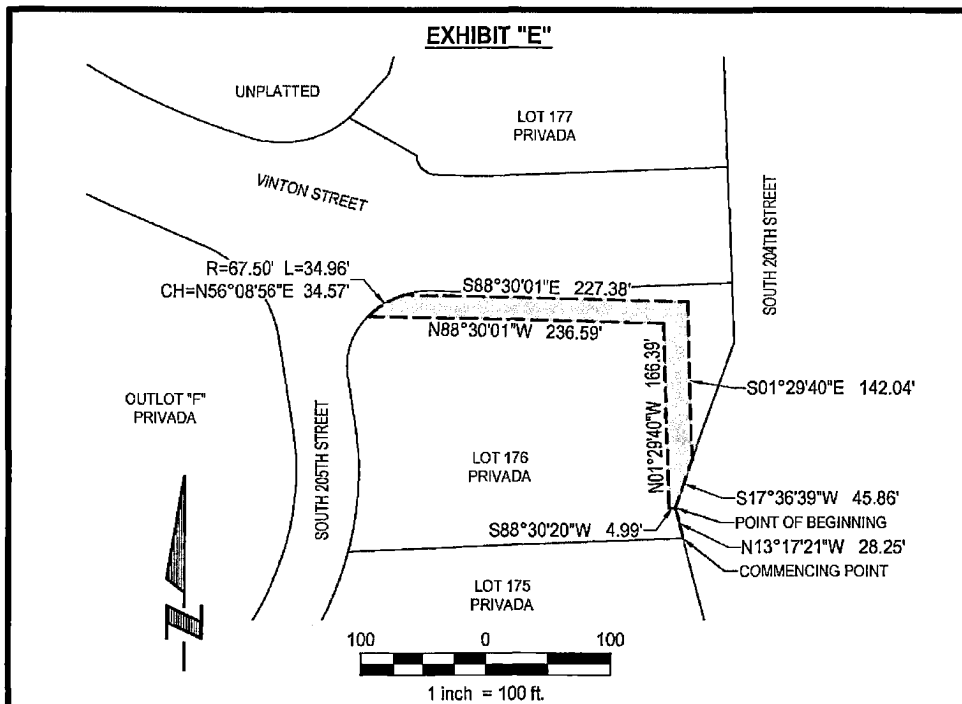 EXHIBIT "E"
UNPLATTED
LOT 177
PRIVADA
VINTON STREET
SOUTH 204TH STREET
R=67.50' L=34.96'
CH=N56°08'56"E 34.57'
S88°30'01"E 227.38'
N88°30'01"W 236.59'
N01°29'40"W 166.39'
S01°29'40"E 142.04'
OUTLOT "F"
PRIVADA
SOUTH 205TH STREET
LOT 176
PRIVADA
S17°36'39"W 45.86'
POINT OF BEGINNING
S88°30'20"W 4.99'
N13°17'21"W 28.25'
COMMENCING POINT
LOT 175
PRIVADA
100 0 100
1 inch = 100 ft.